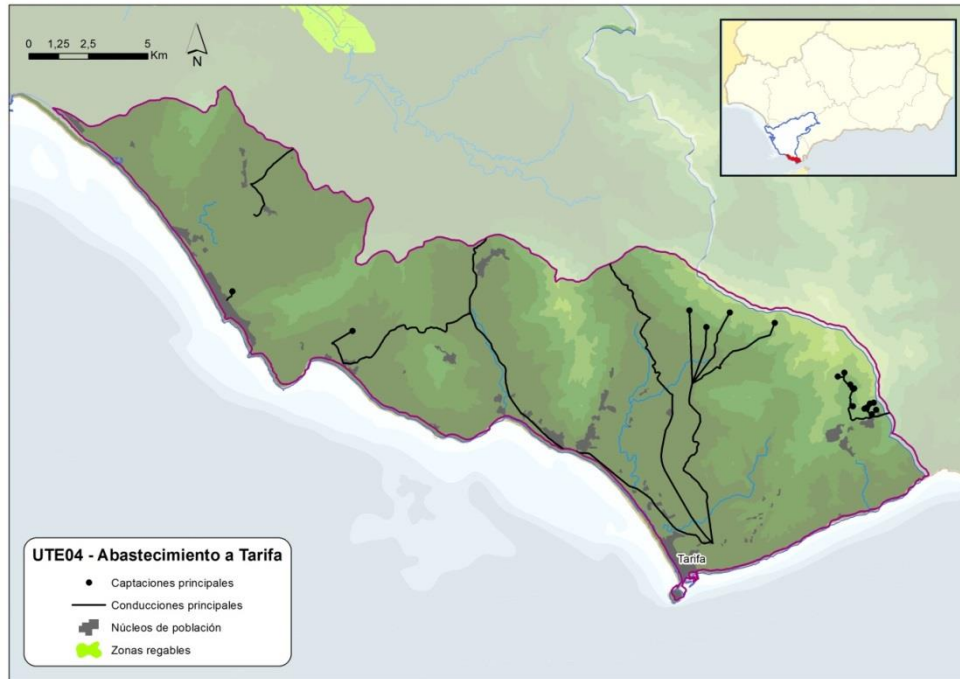 0 1,25 2,5 5
Km
N
Tarifa
UTE04 - Abastecimiento a Tarifa
Captaciones principales
Conducciones principales
Núcleos de población
Zonas regables